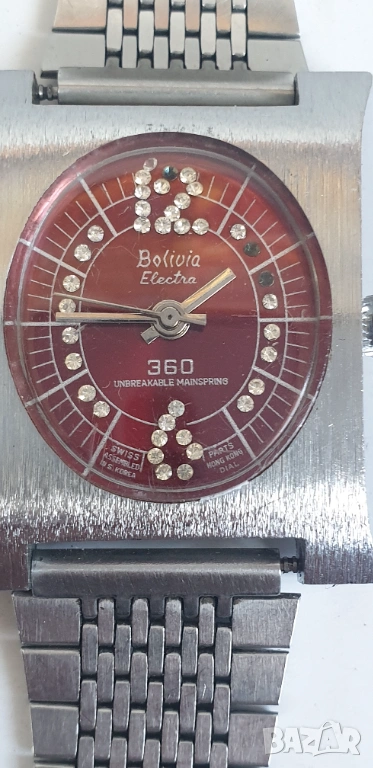 Bolivia
Electra
360
UNBREAKABLE MAINSPRING
SWISS
ASSEMBLED
IN S. KOREA
PARTS
HONG KONG
DIAL
BAZAR